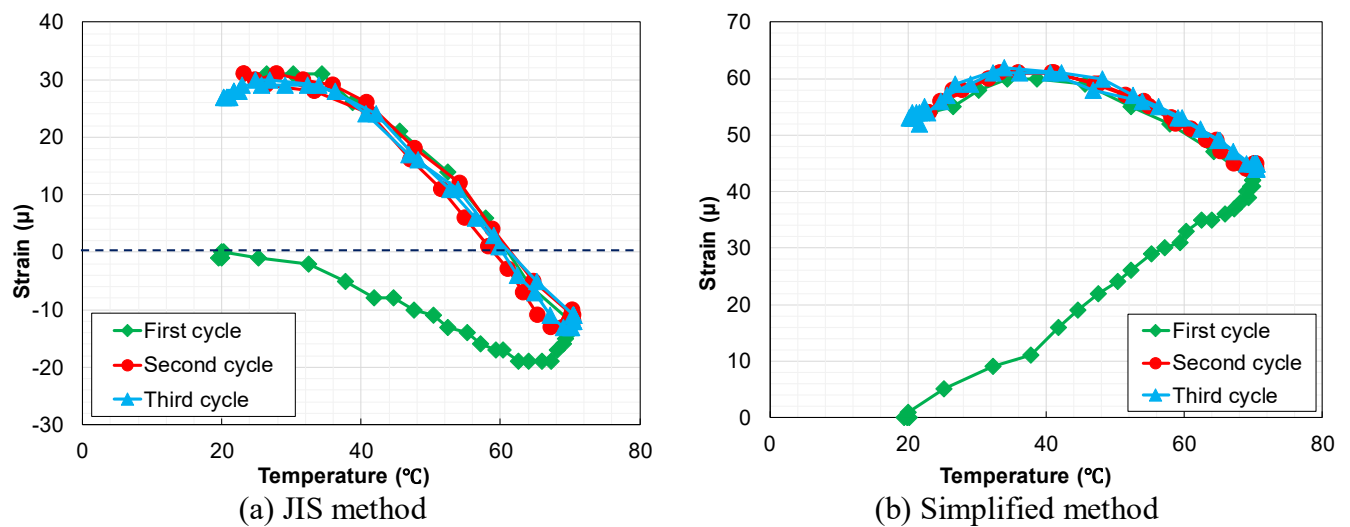 40
30
20
10
0
-10
-20
-30
Strain (μ)
0
20
40
60
80
Temperature (℃)
First cycle
Second cycle
Third cycle
(a) JIS method
70
60
50
40
30
20
10
0
Strain (μ)
0
20
40
60
80
Temperature (℃)
First cycle
Second cycle
Third cycle
(b) Simplified method